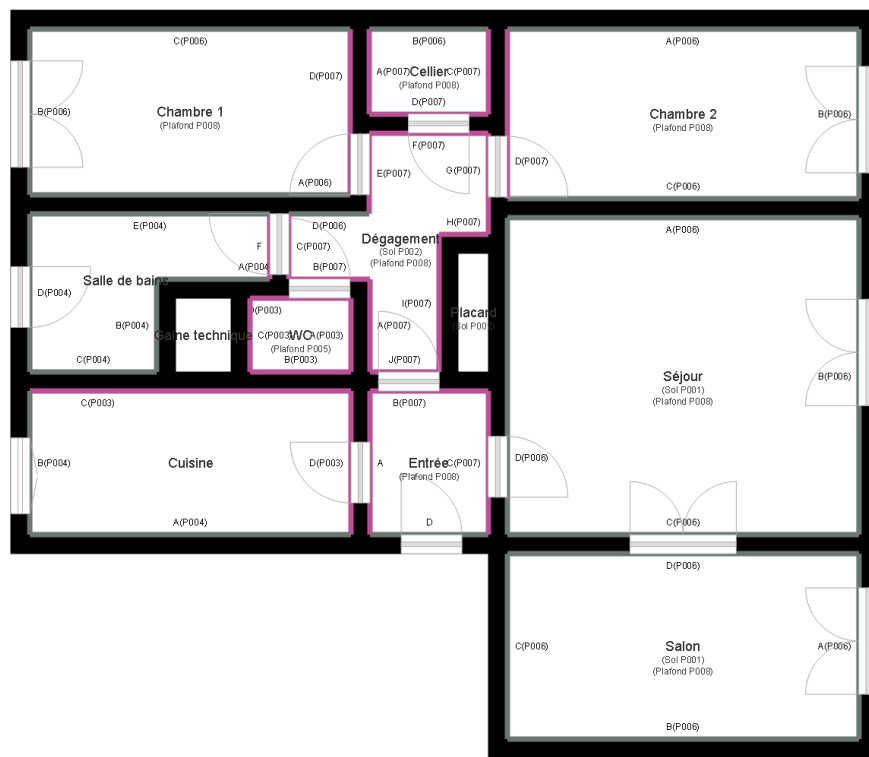 C(P006)
D(P007)
B(P006)
Chambre 1
(Plafond P008)
A(P006)
B(P006)
A(P007)
Cellier
C(P007)
(Plafond P008)
D(P007)
A(P006)
Chambre 2
(Plafond P008)
B(P006)
D(P007)
C(P006)
F(P007)
E(P007)
G(P007)
H(P007)
D(P006)
C(P007)
Dégagement
(Sol P002)
(Plafond P008)
B(P007)
I(P007)
A(P007)
J(P007)
E(P004)
F
A(P004
Salle de bains
D(P004)
B(P004)
C(P004)
Gaine technique
(P003)
C(P003)
WC
A(P003)
(Plafond P005)
B(P003)
Placard
A(P006)
Séjour
(Sol P001)
(Plafond P008)
B(P006)
D(P006)
C(P006)
C(P003)
B(P004)
Cuisine
D(P003)
A(P004)
B(P007)
A
Entrée
C(P007)
(Plafond P008)
D
D(P006)
C(P006)
Salon
(Sol P001)
(Plafond P008)
A(P006)
B(P006)